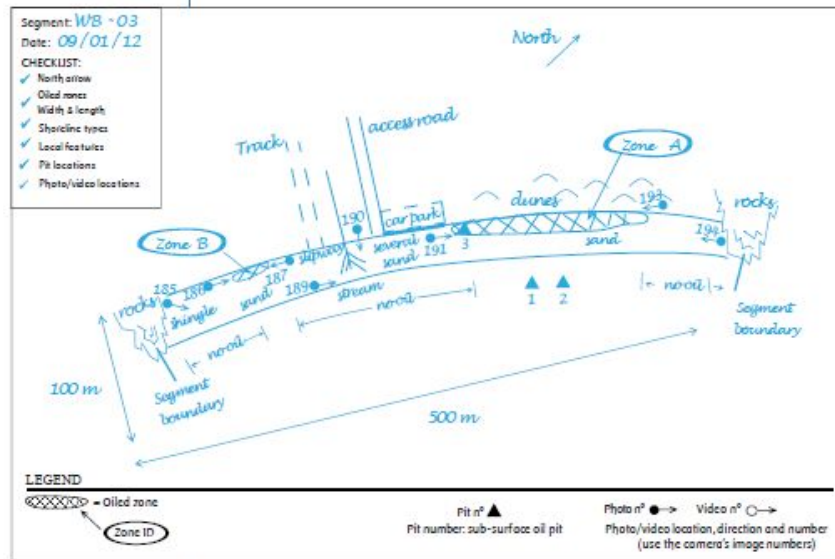 Segment: WB - 03
Date: 09/01/12
CHECKLIST:
✓ North arrow
✓ Oiled zones
✓ Width & length
✓ Shoreline types
✓ Local features
✓ Pit locations
✓ Photo/video locations
North
Track
access road
Zone A
Zone B
dunes
193
rocks
190
car park
194
slipway
several
sand
191
3
sand
185
186
187
189
rocks
shingle
sand
stream
1
2
no oil
no oil
no oil
Segment
boundary
Segment
boundary
100 m
500 m
LEGEND
= Oiled zone
Zone ID
Pit n°
Pit number: sub-surface oil pit
Photo n°
Video n°
Photo/video location, direction and number
(use the camera's image numbers)